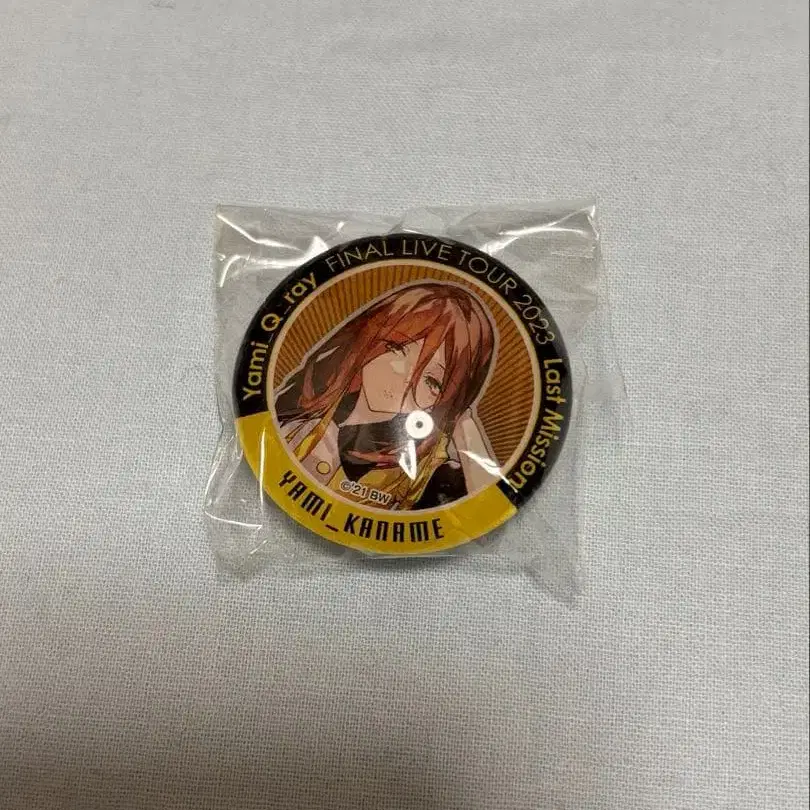 Yami_Q_ray FINAL LIVE TOUR 2023 Last Mission
©'21 BW
YAMI_KANAME